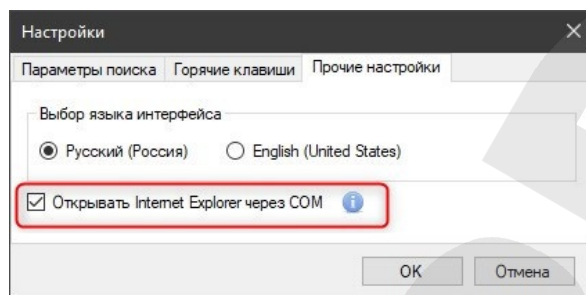 Настройки
Параметры поиска Горячие клавиши Прочие настройки
Выбор языка интерфейса
Русский (Россия) English (United States)
Открывать Internet Explorer через COM
OK Отмена